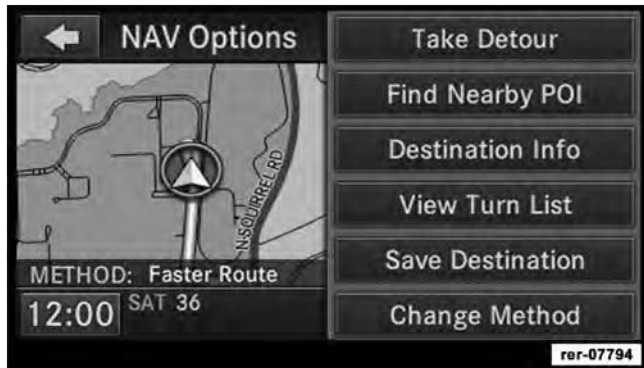 NAV Options
N SQUIRREL RD
METHOD: Faster Route
12:00
SAT 36
Take Detour
Find Nearby POI
Destination Info
View Turn List
Save Destination
Change Method
rer-07794